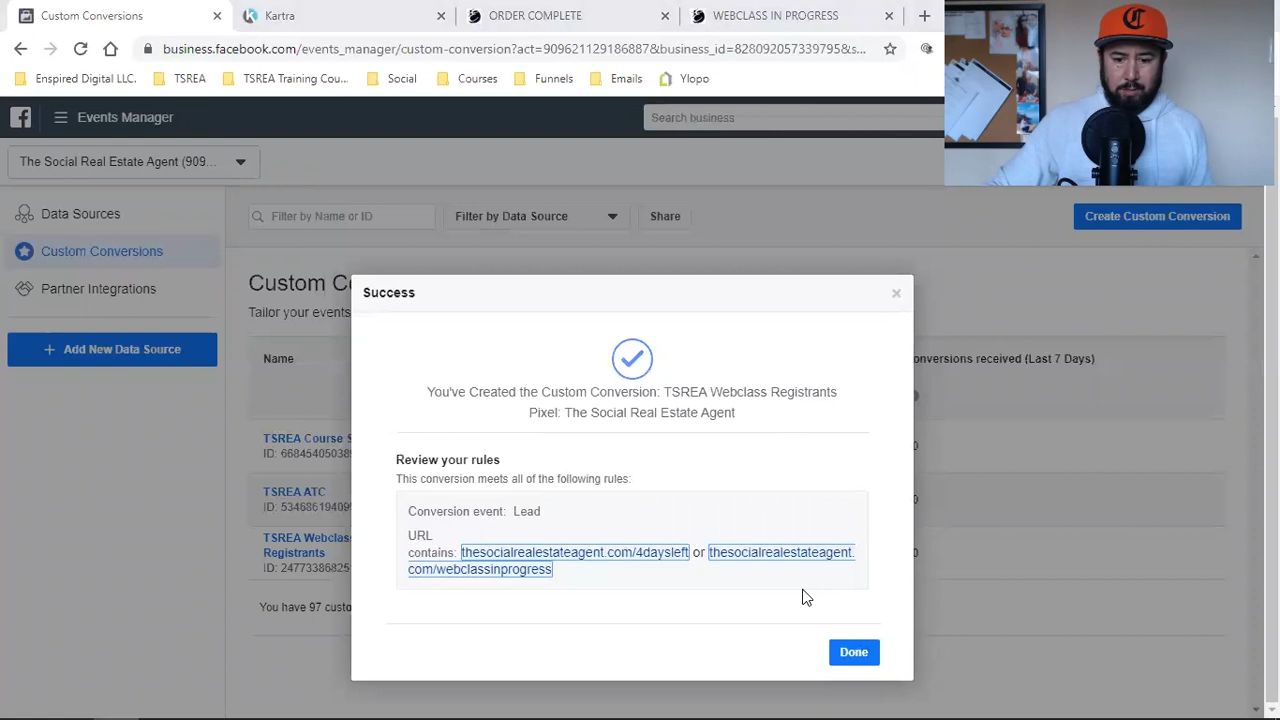 Custom Conversions
Kartra
ORDER COMPLETE
WEBCLASS IN PROGRESS
business.facebook.com/events_manager/custom-conversion?act=909621129186887&business_id=828092057339795&s...
Enspired Digital LLC.
TSREA
TSREA Training Cou...
Social
Courses
Funnels
Emails
Ylopo
Events Manager
Search business
The Social Real Estate Agent (909...
Data Sources
Filter by Name or ID
Filter by Data Source
Share
Create Custom Conversion
Custom Conversions
Partner Integrations
+ Add New Data Source
Custom Co
Tailor your events
Name
onversions received (Last 7 Days)
TSREA Course S
ID: 66845405038
0
TSREA ATC
ID: 5346861940
0
TSREA Webclas
Registrants
ID: 2477338682
0
You have 97 custo
Success
You've Created the Custom Conversion: TSREA Webclass Registrants
Pixel: The Social Real Estate Agent
Review your rules
This conversion meets all of the following rules:
Conversion event: Lead
URL
contains: thesocialrealestateagent.com/4daysleft or thesocialrealestateagent.
com/webclassinprogress
Done